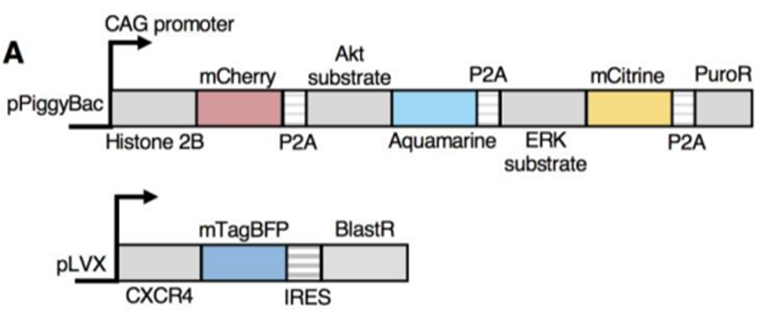 A
CAG promoter
pPiggyBac
mCherry
Akt
substrate
P2A
mCitrine
PuroR
Histone 2B
P2A
Aquamarine
ERK
substrate
P2A
pLVX
mTagBFP
BlastR
CXCR4
IRES